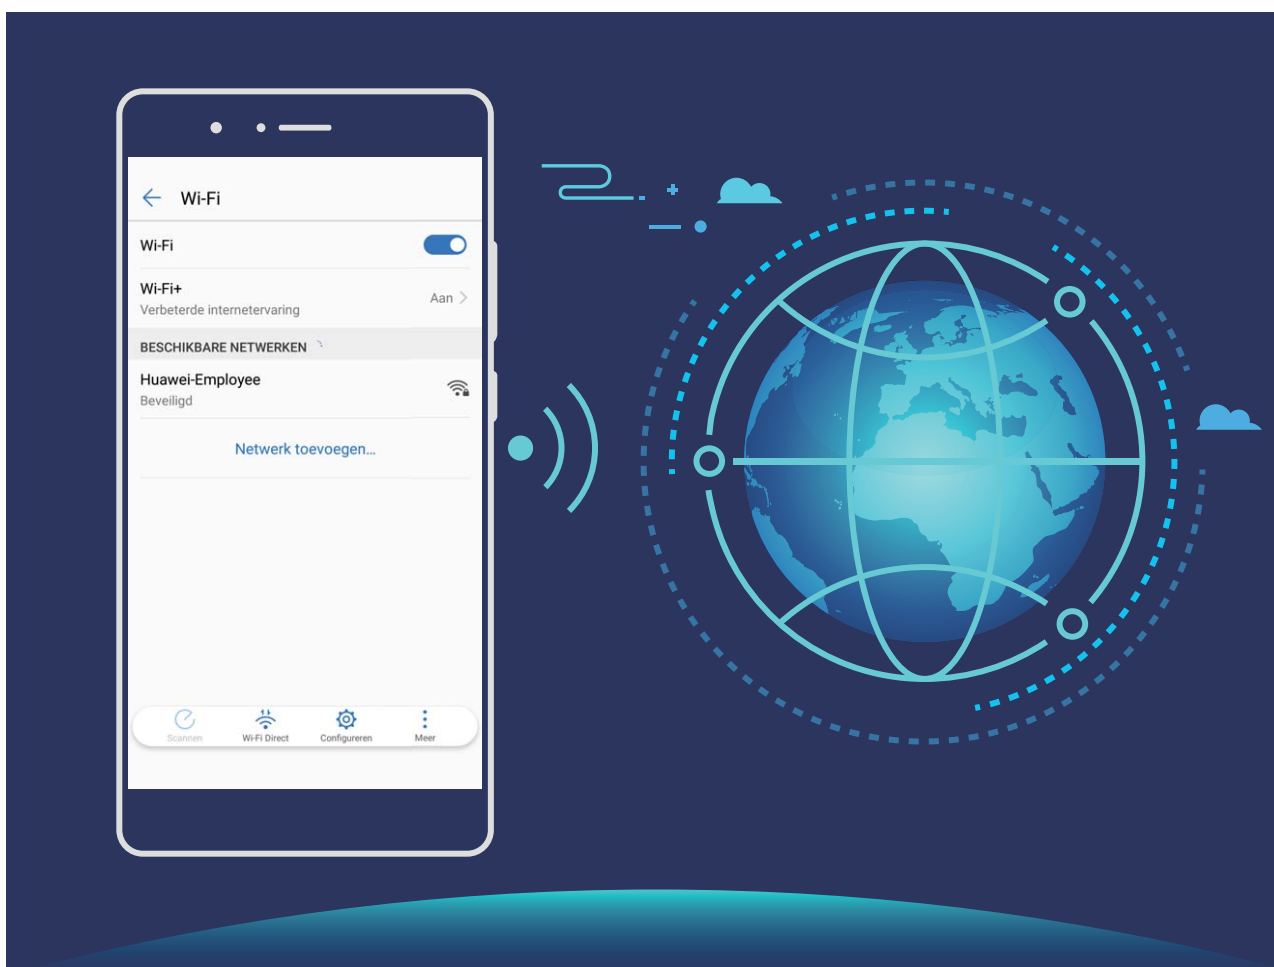 Wi-Fi
Wi-Fi
Wi-Fi+
Verbeterde internetervaring
Aan
BESCHIKBARE NETWERKEN
Huawei-Employee
Beveiligd
Netwerk toevoegen...
Scannen
Wi-Fi Direct
Configureren
Meer